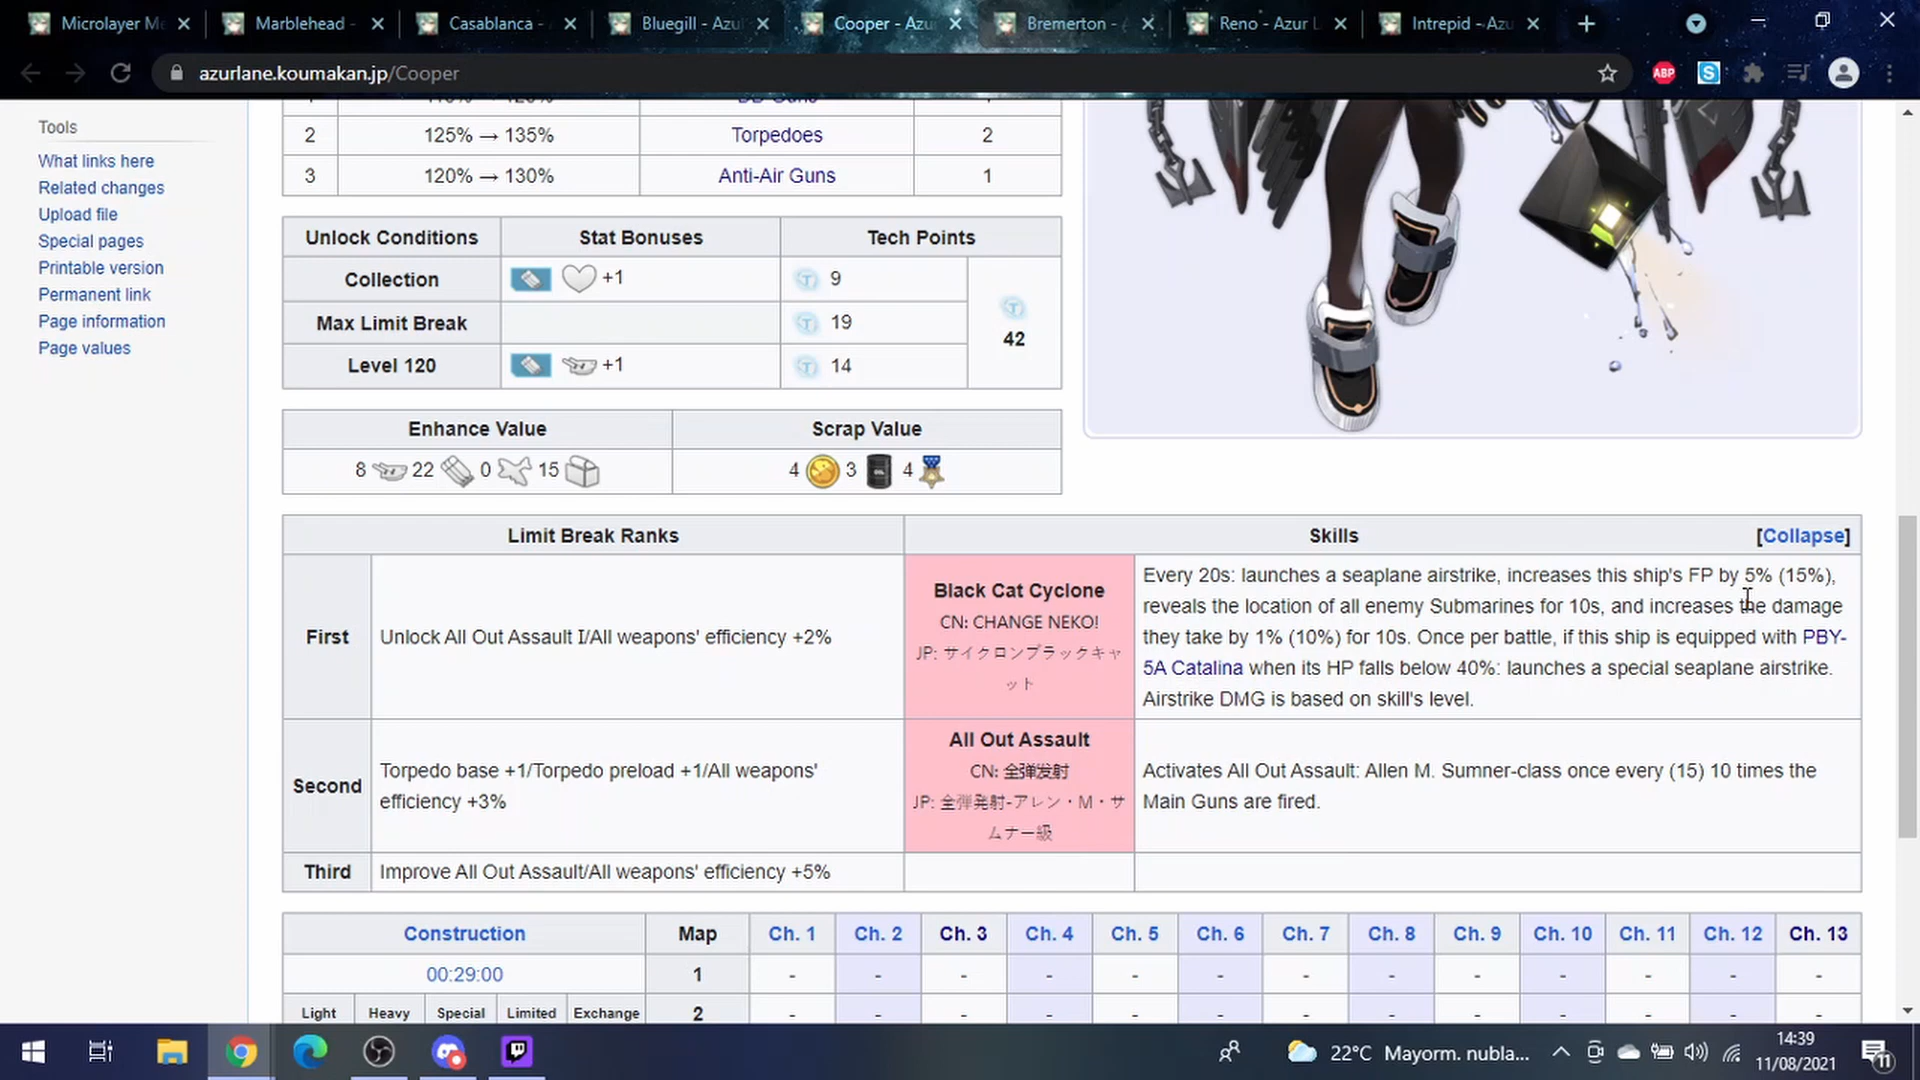 Microlayer Me
Marblehead -
Casablanca -
Bluegill - Azu
Cooper - Azu
Bremerton -
Reno - Azur L
Intrepid - Azu
azurlane.koumakan.jp/Cooper
ABP
S
Tools
What links here
Related changes
Upload file
Special pages
Printable version
Permanent link
Page information
Page values
2 125% → 135% Torpedoes 2
3 120% → 130% Anti-Air Guns 1
Unlock Conditions Stat Bonuses Tech Points
Collection +1 T 9
Max Limit Break T 19
Level 120 +1 T 14
T
42
Enhance Value Scrap Value
8 22 0 15 4 3 4
Limit Break Ranks
Skills [Collapse]
First
Unlock All Out Assault I/All weapons' efficiency +2%
Black Cat Cyclone
CN: CHANGE NEKO!
JP: サイクロンブラックキャ
ット
Every 20s: launches a seaplane airstrike, increases this ship's FP by 5% (15%),
reveals the location of all enemy Submarines for 10s, and increases the damage
they take by 1% (10%) for 10s. Once per battle, if this ship is equipped with PBY-
5A Catalina when its HP falls below 40%: launches a special seaplane airstrike.
Airstrike DMG is based on skill's level.
Second
Torpedo base +1/Torpedo preload +1/All weapons'
efficiency +3%
All Out Assault
CN: 全弹发射
JP: 全弾発射-アレン・M・サ
ムナー級
Activates All Out Assault: Allen M. Sumner-class once every (15) 10 times the
Main Guns are fired.
Third
Improve All Out Assault/All weapons' efficiency +5%
Construction Map Ch. 1 Ch. 2 Ch. 3 Ch. 4 Ch. 5 Ch. 6 Ch. 7 Ch. 8 Ch. 9 Ch. 10 Ch. 11 Ch. 12 Ch. 13
00:29:00 1 - - - - - - - - - - - - -
Light Heavy Special Limited Exchange 2 - - - - - - - - - - - - -
22°C Mayorm. nubla...
14:39
11/08/2021
11